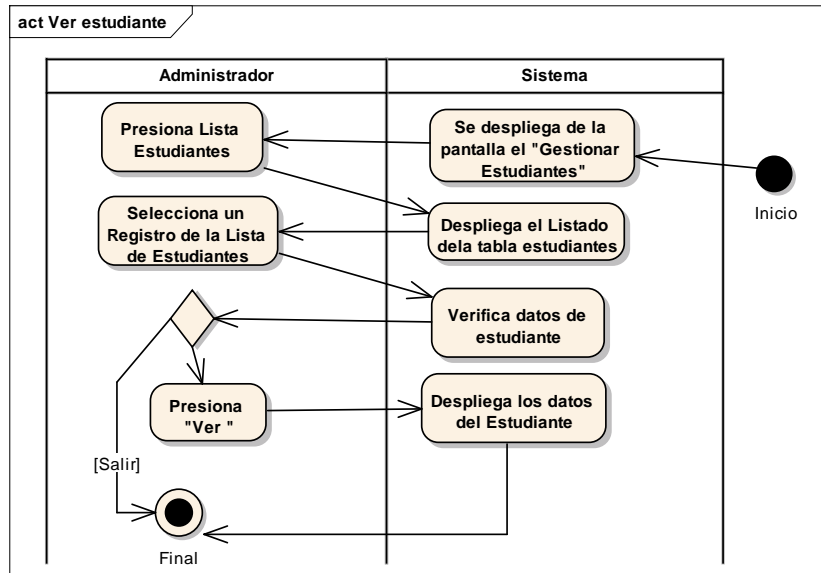 act Ver estudiante
Administrador
Sistema
Presiona Lista
Estudiantes
Se despliega de la
pantalla el "Gestionar
Estudiantes"
Inicio
Selecciona un
Registro de la Lista
de Estudiantes
Despliega el Listado
dela tabla estudiantes
Verifica datos de
estudiante
Presiona
"Ver "
Despliega los datos
del Estudiante
[Salir]
Final